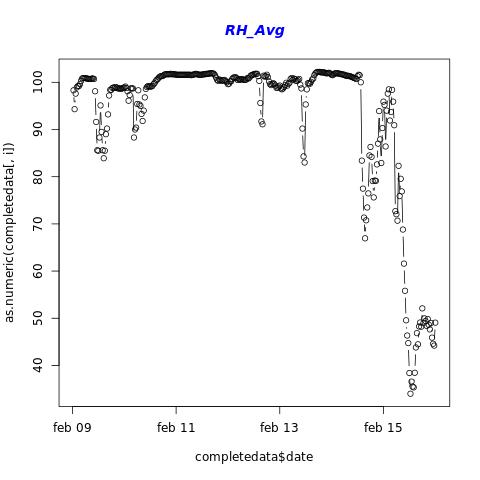 RH_Avg
as.numeric(completedata[, i])
100
90
80
70
60
50
40
feb 09
feb 11
feb 13
feb 15
completedata$date